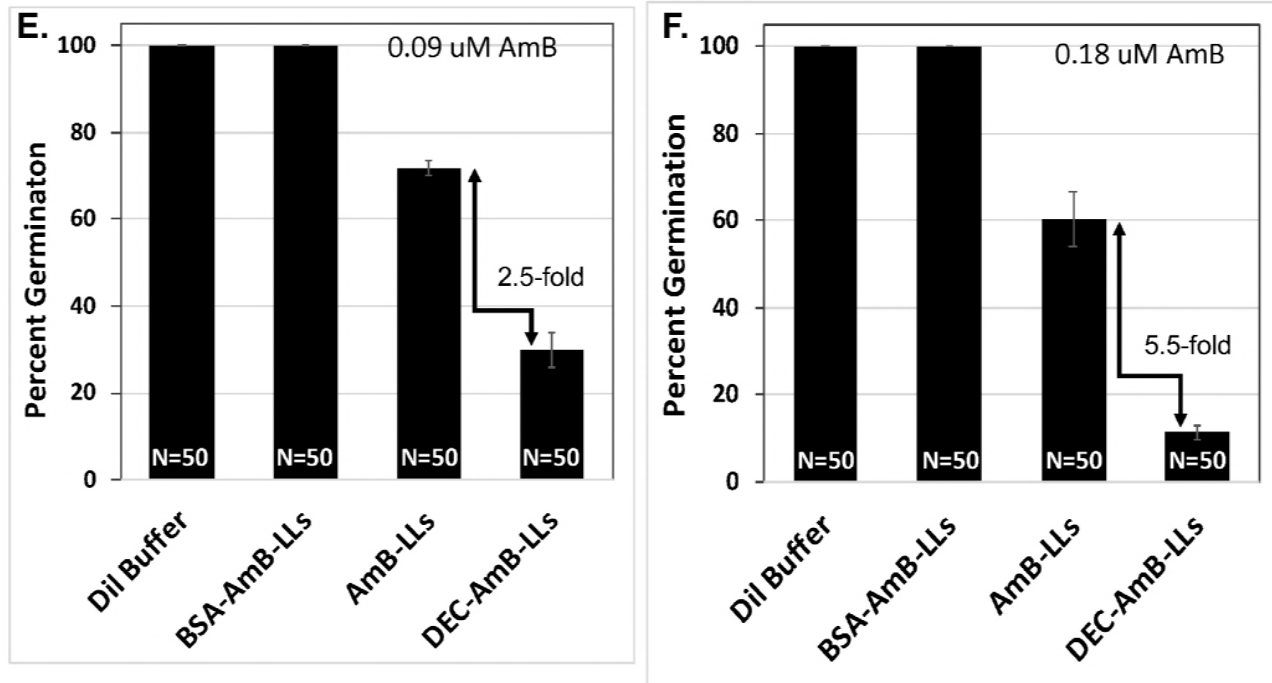 E.
0.09 uM AmB
Percent Germinaton
100
80
60
40
20
0
2.5-fold
N=50
N=50
N=50
N=50
Dil Buffer
BSA-AmB-LLs
AmB-LLs
DEC-AmB-LLs
F.
0.18 uM AmB
Percent Germination
100
80
60
40
20
0
5.5-fold
N=50
N=50
N=50
N=50
Dil Buffer
BSA-AmB-LLs
AmB-LLs
DEC-AmB-LLs